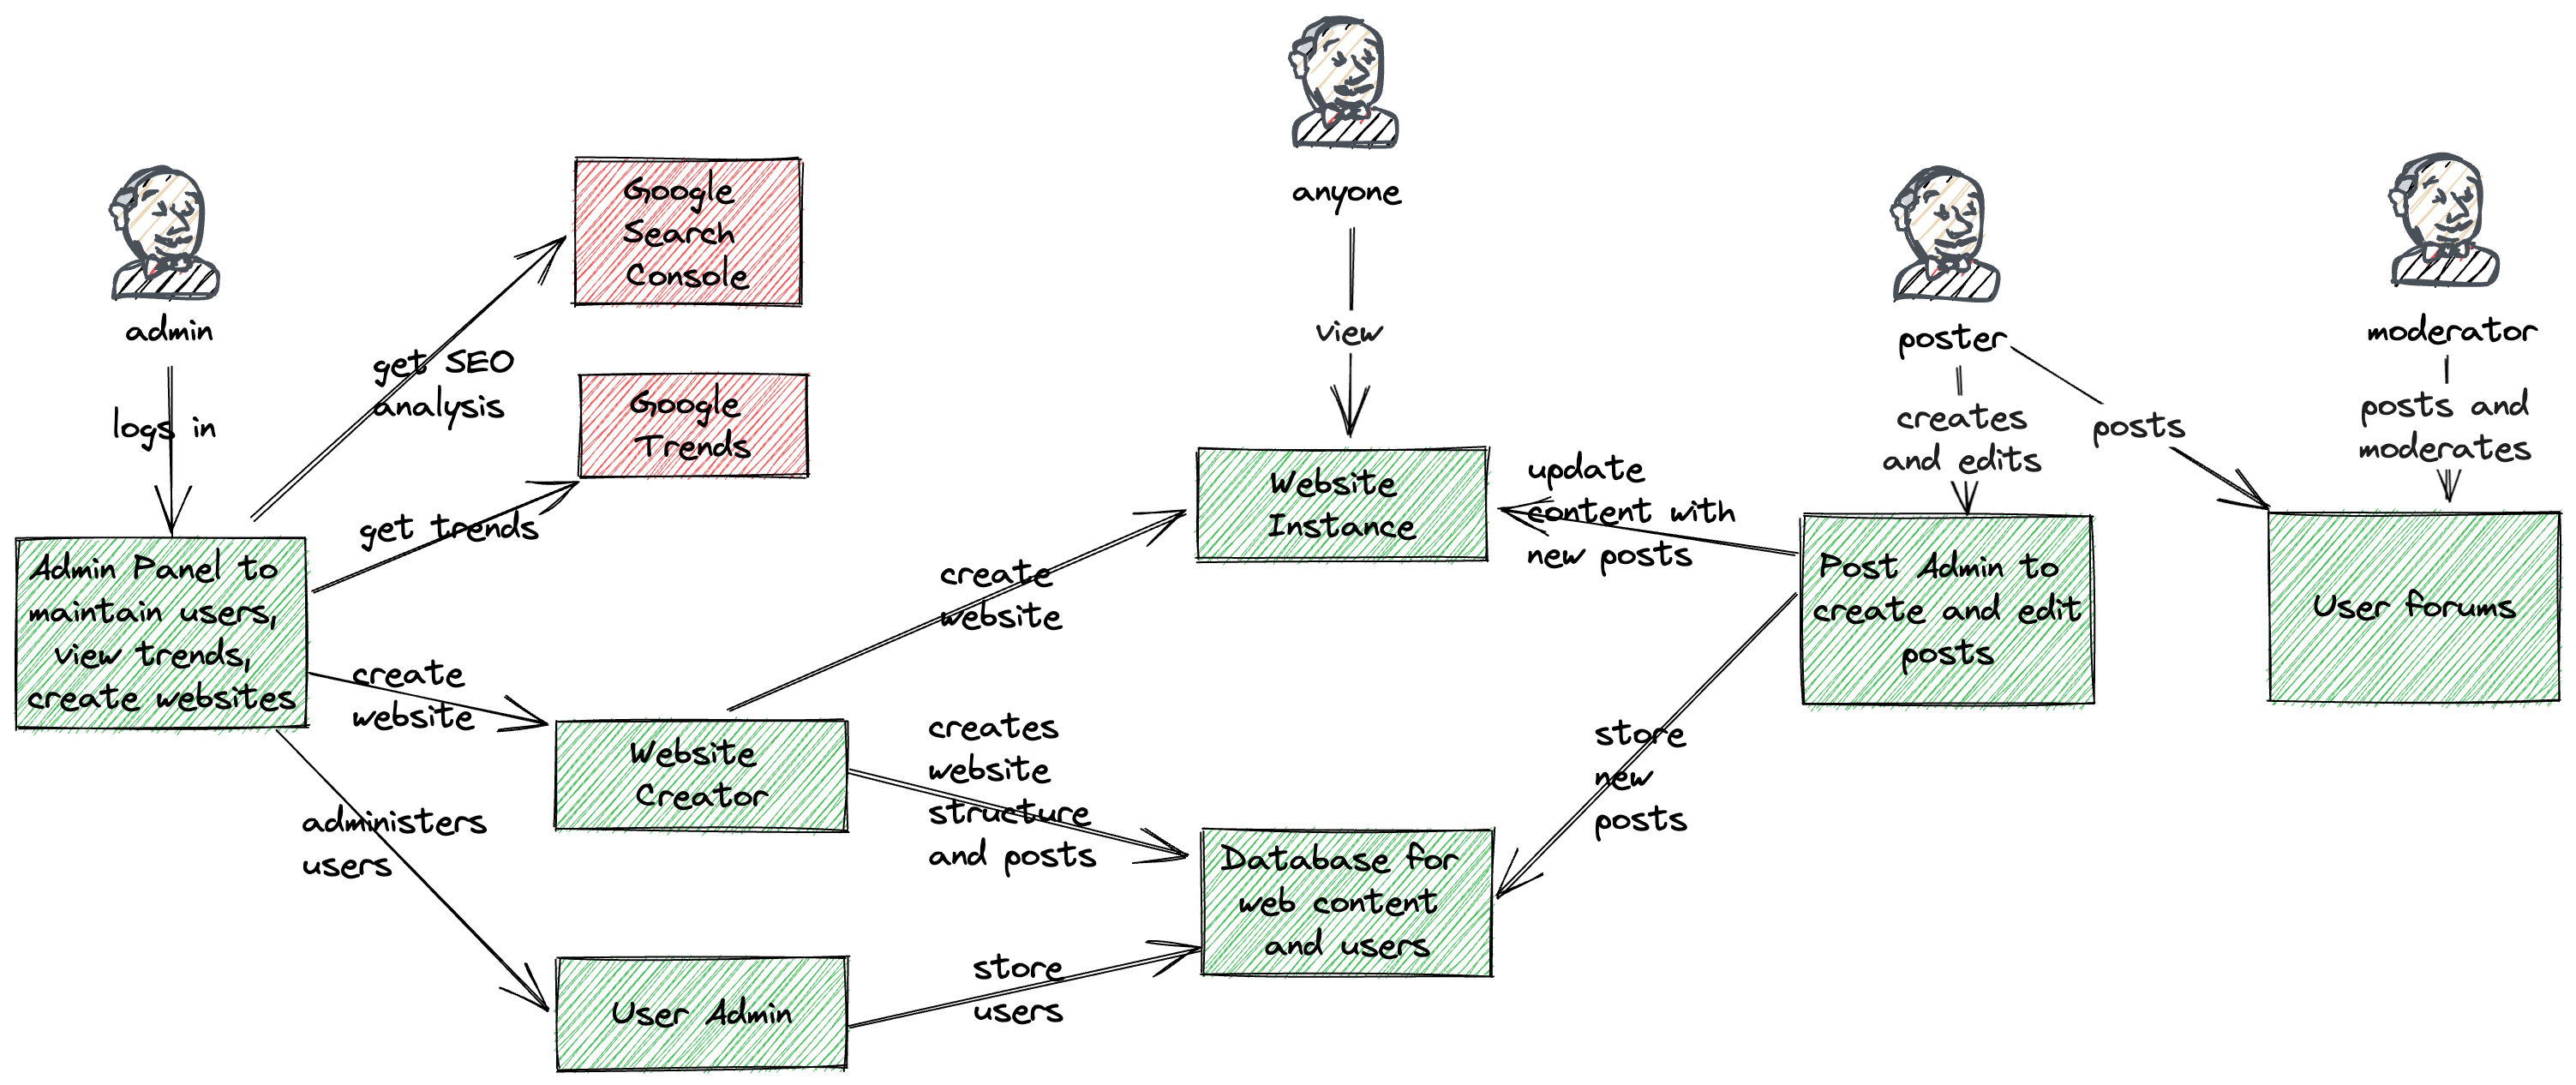 anyone
view
admin
logs in
Google
Search
Console
get SEO
analysis
Google
Trends
get trends
Admin Panel to
maintain users,
view trends,
create websites
create
website
administers
users
Website
Creator
User Admin
create
website
creates
website
structure
and posts
store
users
Website
Instance
Database for
web content
and users
update
content with
new posts
store
new
posts
poster
creates
and edits
posts
Post Admin to
create and edit
posts
moderator
posts and
moderates
User forums